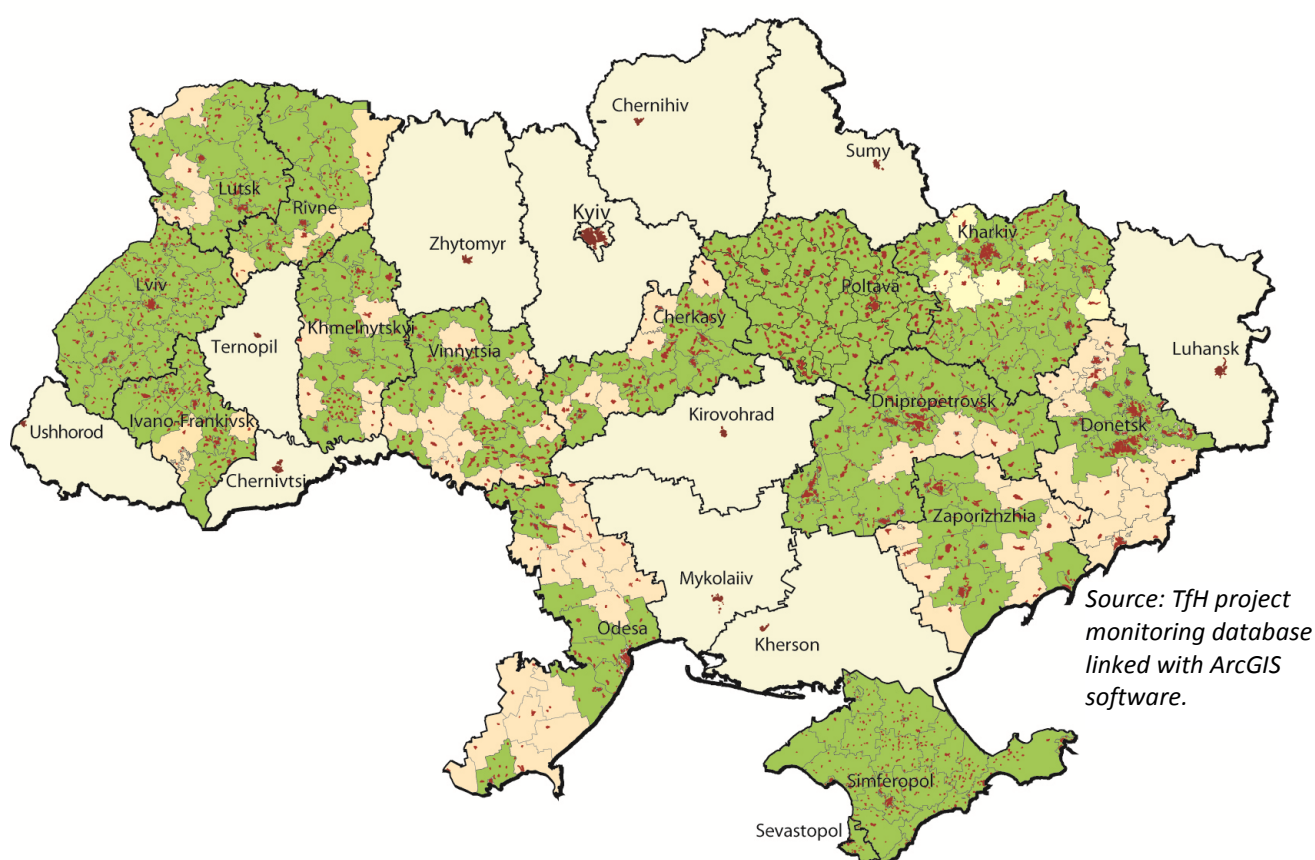 Chernihiv
Sumy
Lutsk
Rivne
Kyiv
Kharkiv
Zhytomyr
Lviv
Poltava
Ternopil
Khmelnytskyi
Cherkasy
Vinnytsia
Luhansk
Dnipropetrovsk
Ivano-Frankivsk
Kirovohrad
Donetsk
Ushhorod
Chernivtsi
Zaporizhzhia
Mykolaiiv
Odesa
Kherson
Source: TfH project
monitoring database
linked with ArcGIS
software.
Simferopol
Sevastopol